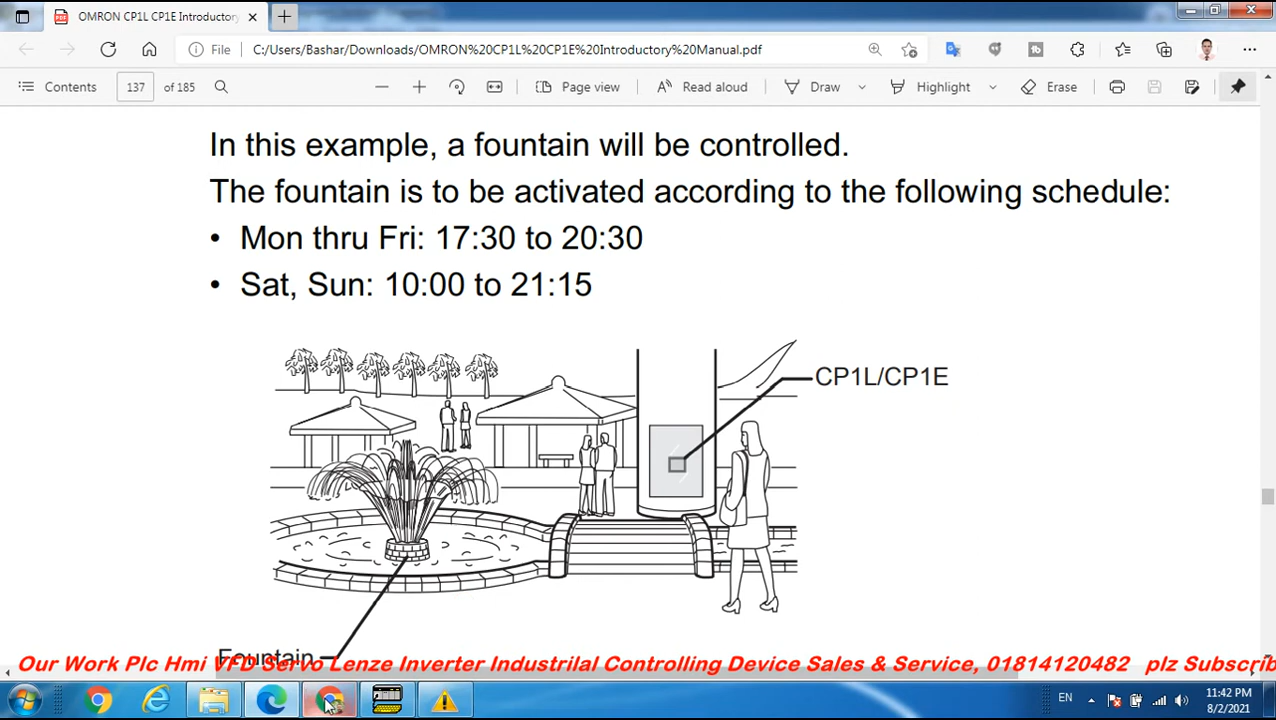 OMRON CP1L CP1E Introductory
File C:/Users/Bashar/Downloads/OMRON%20CP1L%20CP1E%20Introductory%20Manual.pdf
Contents 137 of 185 Page view Read aloud Draw Highlight Erase
In this example, a fountain will be controlled.
The fountain is to be activated according to the following schedule:
• Mon thru Fri: 17:30 to 20:30
• Sat, Sun: 10:00 to 21:15
CP1L/CP1E
Fountain
Our Work Plc Hmi VFD Servo Lenze Inverter Industrilal Controlling Device Sales & Service, 01814120482 plz Subscrib
EN 11:42 PM
8/2/2021